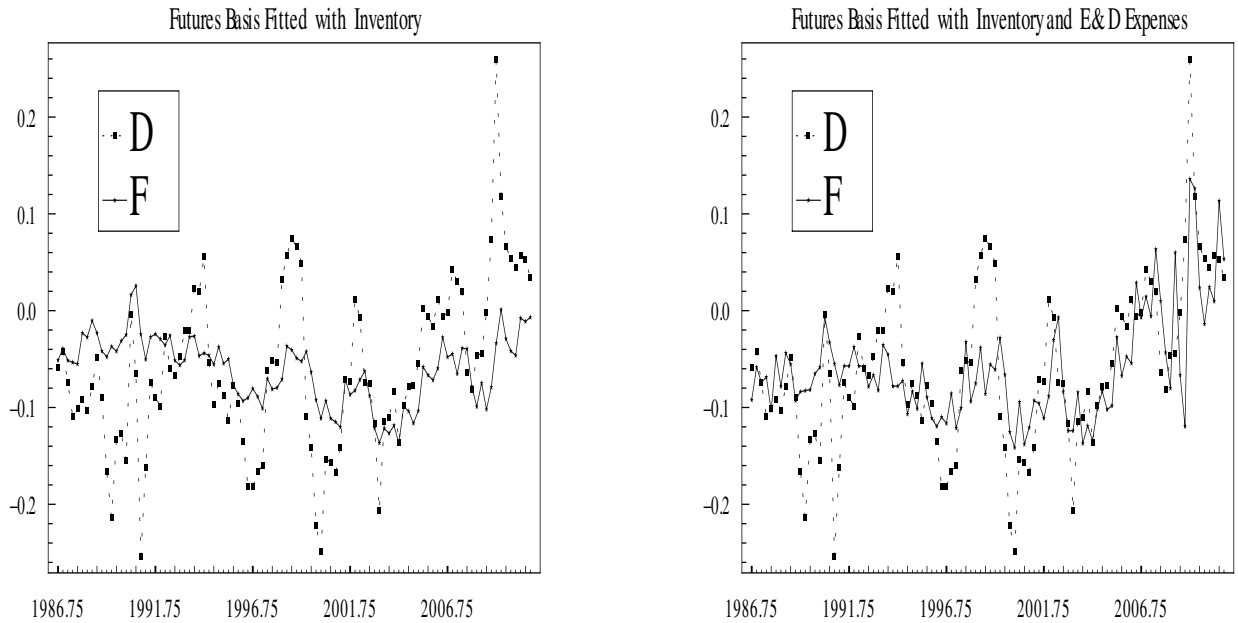 Futures Basis Fitted with Inventory
0.2
0.1
0.0
−0.1
−0.2
D
F
1986.75 1991.75 1996.75 2001.75 2006.75
Futures Basis Fitted with Inventory and E&D Expenses
0.2
0.1
0.0
−0.1
−0.2
D
F
1986.75 1991.75 1996.75 2001.75 2006.75